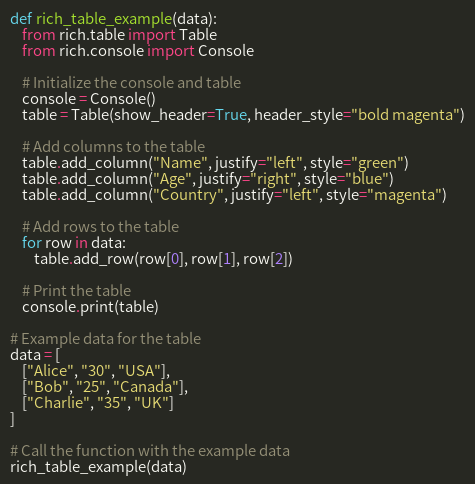 def rich_table_example(data):
    from rich.table import Table
    from rich.console import Console

    # Initialize the console and table
    console = Console()
    table = Table(show_header=True, header_style="bold magenta")

    # Add columns to the table
    table.add_column("Name", justify="left", style="green")
    table.add_column("Age", justify="right", style="blue")
    table.add_column("Country", justify="left", style="magenta")

    # Add rows to the table
    for row in data:
        table.add_row(row[0], row[1], row[2])

    # Print the table
    console.print(table)

# Example data for the table
data = [
    ["Alice", "30", "USA"],
    ["Bob", "25", "Canada"],
    ["Charlie", "35", "UK"]
]

# Call the function with the example data
rich_table_example(data)